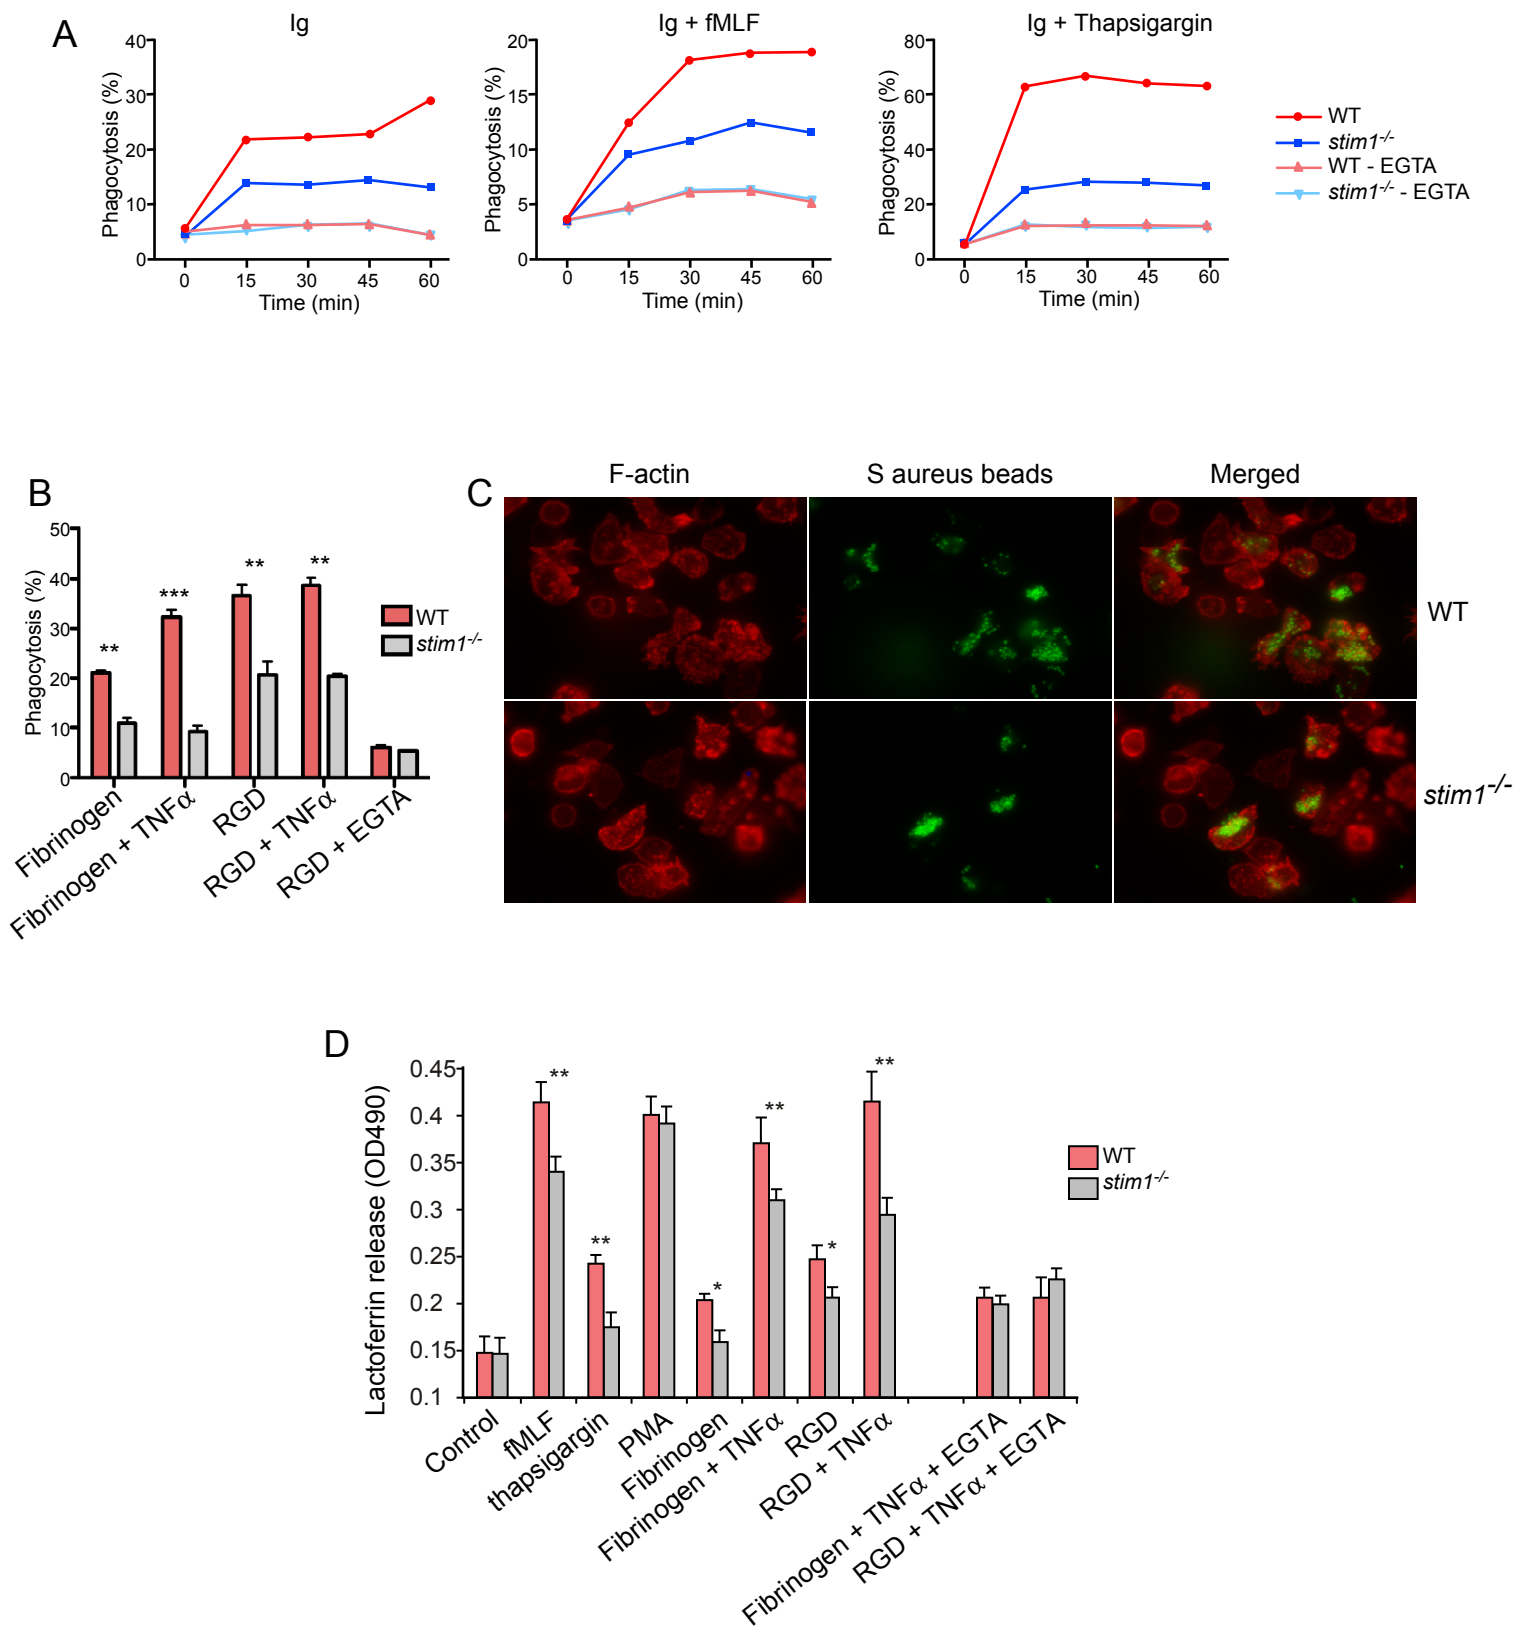 A
Ig
Phagocytosis (%)
40
30
20
10
0
0 15 30 45 60
Time (min)
Ig + fMLF
Phagocytosis (%)
20
15
10
5
0
0 15 30 45 60
Time (min)
Ig + Thapsigargin
Phagocytosis (%)
80
60
40
20
0
0 15 30 45 60
Time (min)
WT
stim1-/-
WT - EGTA
stim1-/- - EGTA
B
Phagocytosis (%)
50
40
30
20
10
0
**
***
**
**
WT
stim1-/-
Fibrinogen
Fibrinogen + TNFα
RGD
RGD + TNFα
RGD + EGTA
C
F-actin
S aureus beads
Merged
WT
stim1-/-
D
Lactoferrin release (OD490)
0.45
0.4
0.35
0.3
0.25
0.2
0.15
0.1
**
**
*
**
*
**
WT
stim1-/-
Control
fMLF
thapsigargin
PMA
Fibrinogen
Fibrinogen + TNFα
RGD
RGD + TNFα
Fibrinogen + TNFα + EGTA
RGD + TNFα + EGTA